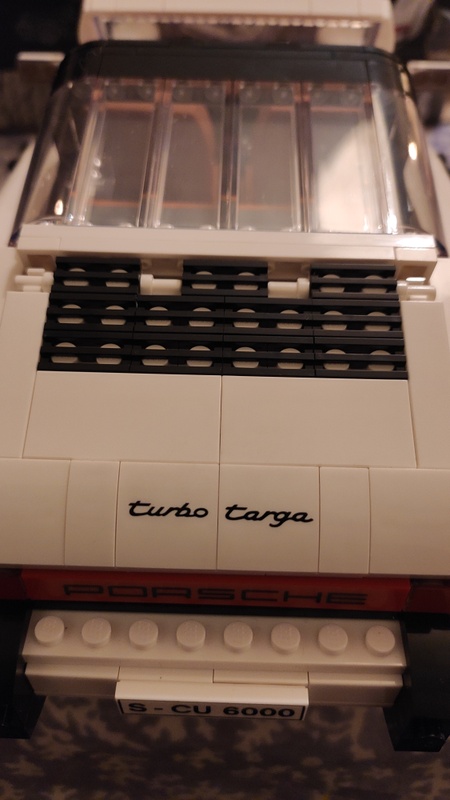 turbo targa
PORSCHE
S-CU 6000